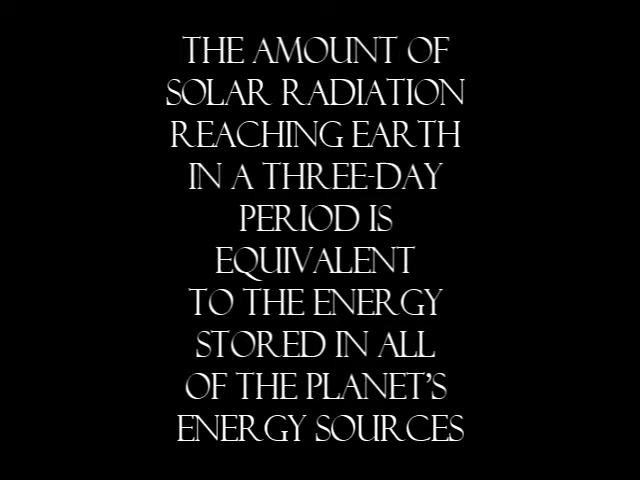 THE AMOUNT OF
SOLAR RADIATION
REACHING EARTH
IN A THREE-DAY
PERIOD IS
EQUIVALENT
TO THE ENERGY
STORED IN ALL
OF THE PLANET'S
ENERGY SOURCES